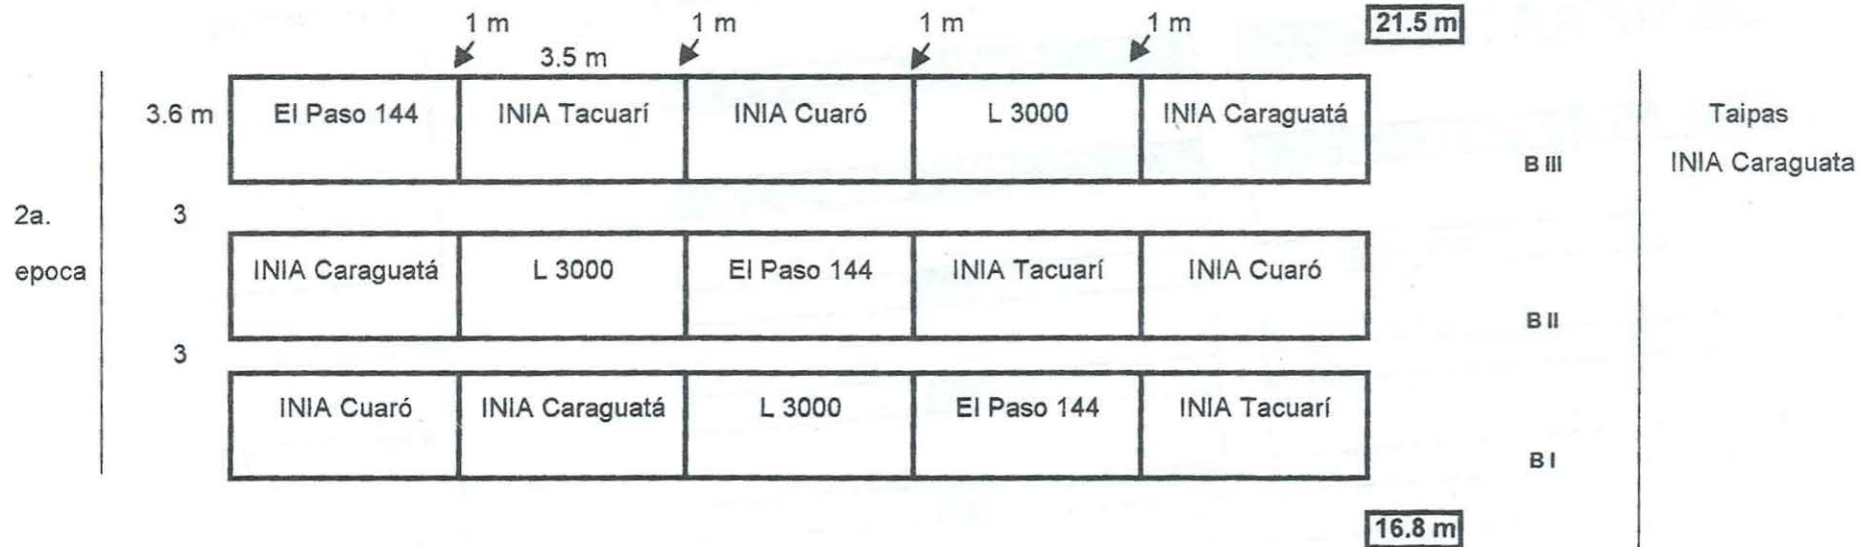 1 m 1 m 1 m 1 m 21.5 m
3.5 m
3.6 m El Paso 144 INIA Tacuarí INIA Cuaró L 3000 INIA Caraguatá Taipas
B III INIA Caraguata
2a. 3
epoca INIA Caraguatá L 3000 El Paso 144 INIA Tacuarí INIA Cuaró
B II
3
INIA Cuaró INIA Caraguatá L 3000 El Paso 144 INIA Tacuarí
B I
16.8 m